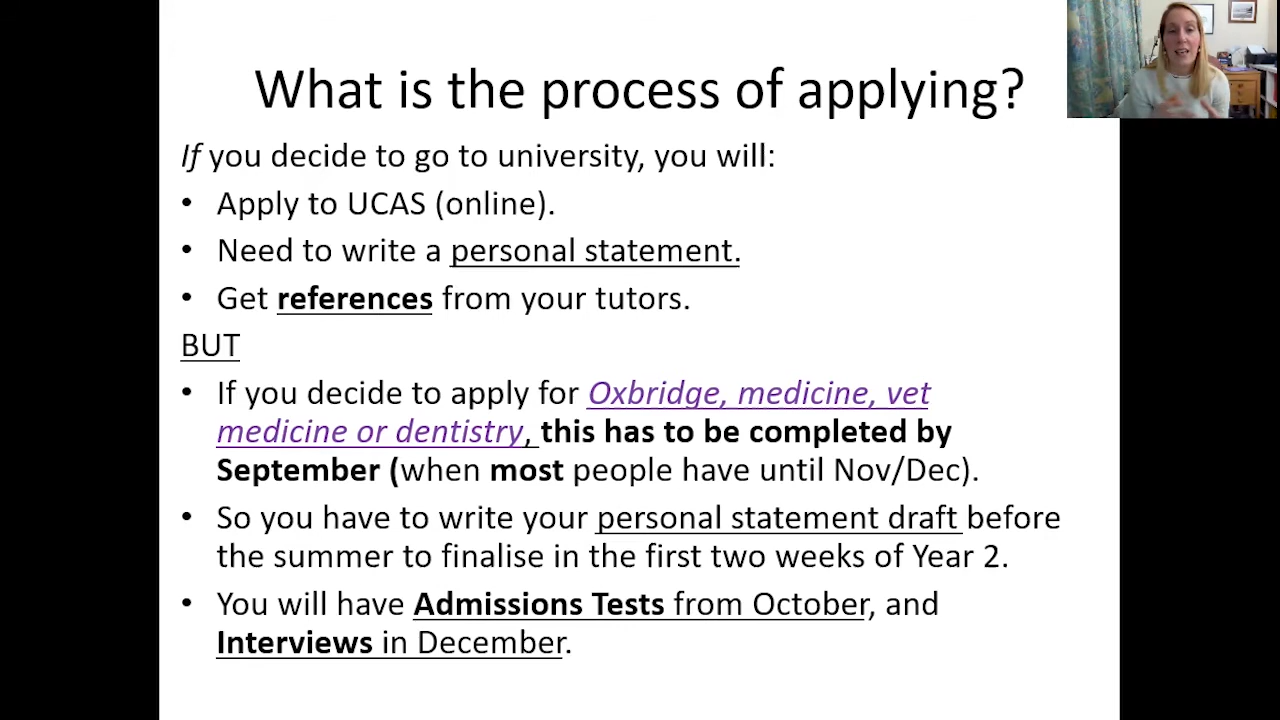 What is the process of applying?
If you decide to go to university, you will:
• Apply to UCAS (online).
• Need to write a personal statement.
• Get references from your tutors.
BUT
• If you decide to apply for Oxbridge, medicine, vet
medicine or dentistry, this has to be completed by
September (when most people have until Nov/Dec).
• So you have to write your personal statement draft before
the summer to finalise in the first two weeks of Year 2.
• You will have Admissions Tests from October, and
Interviews in December.